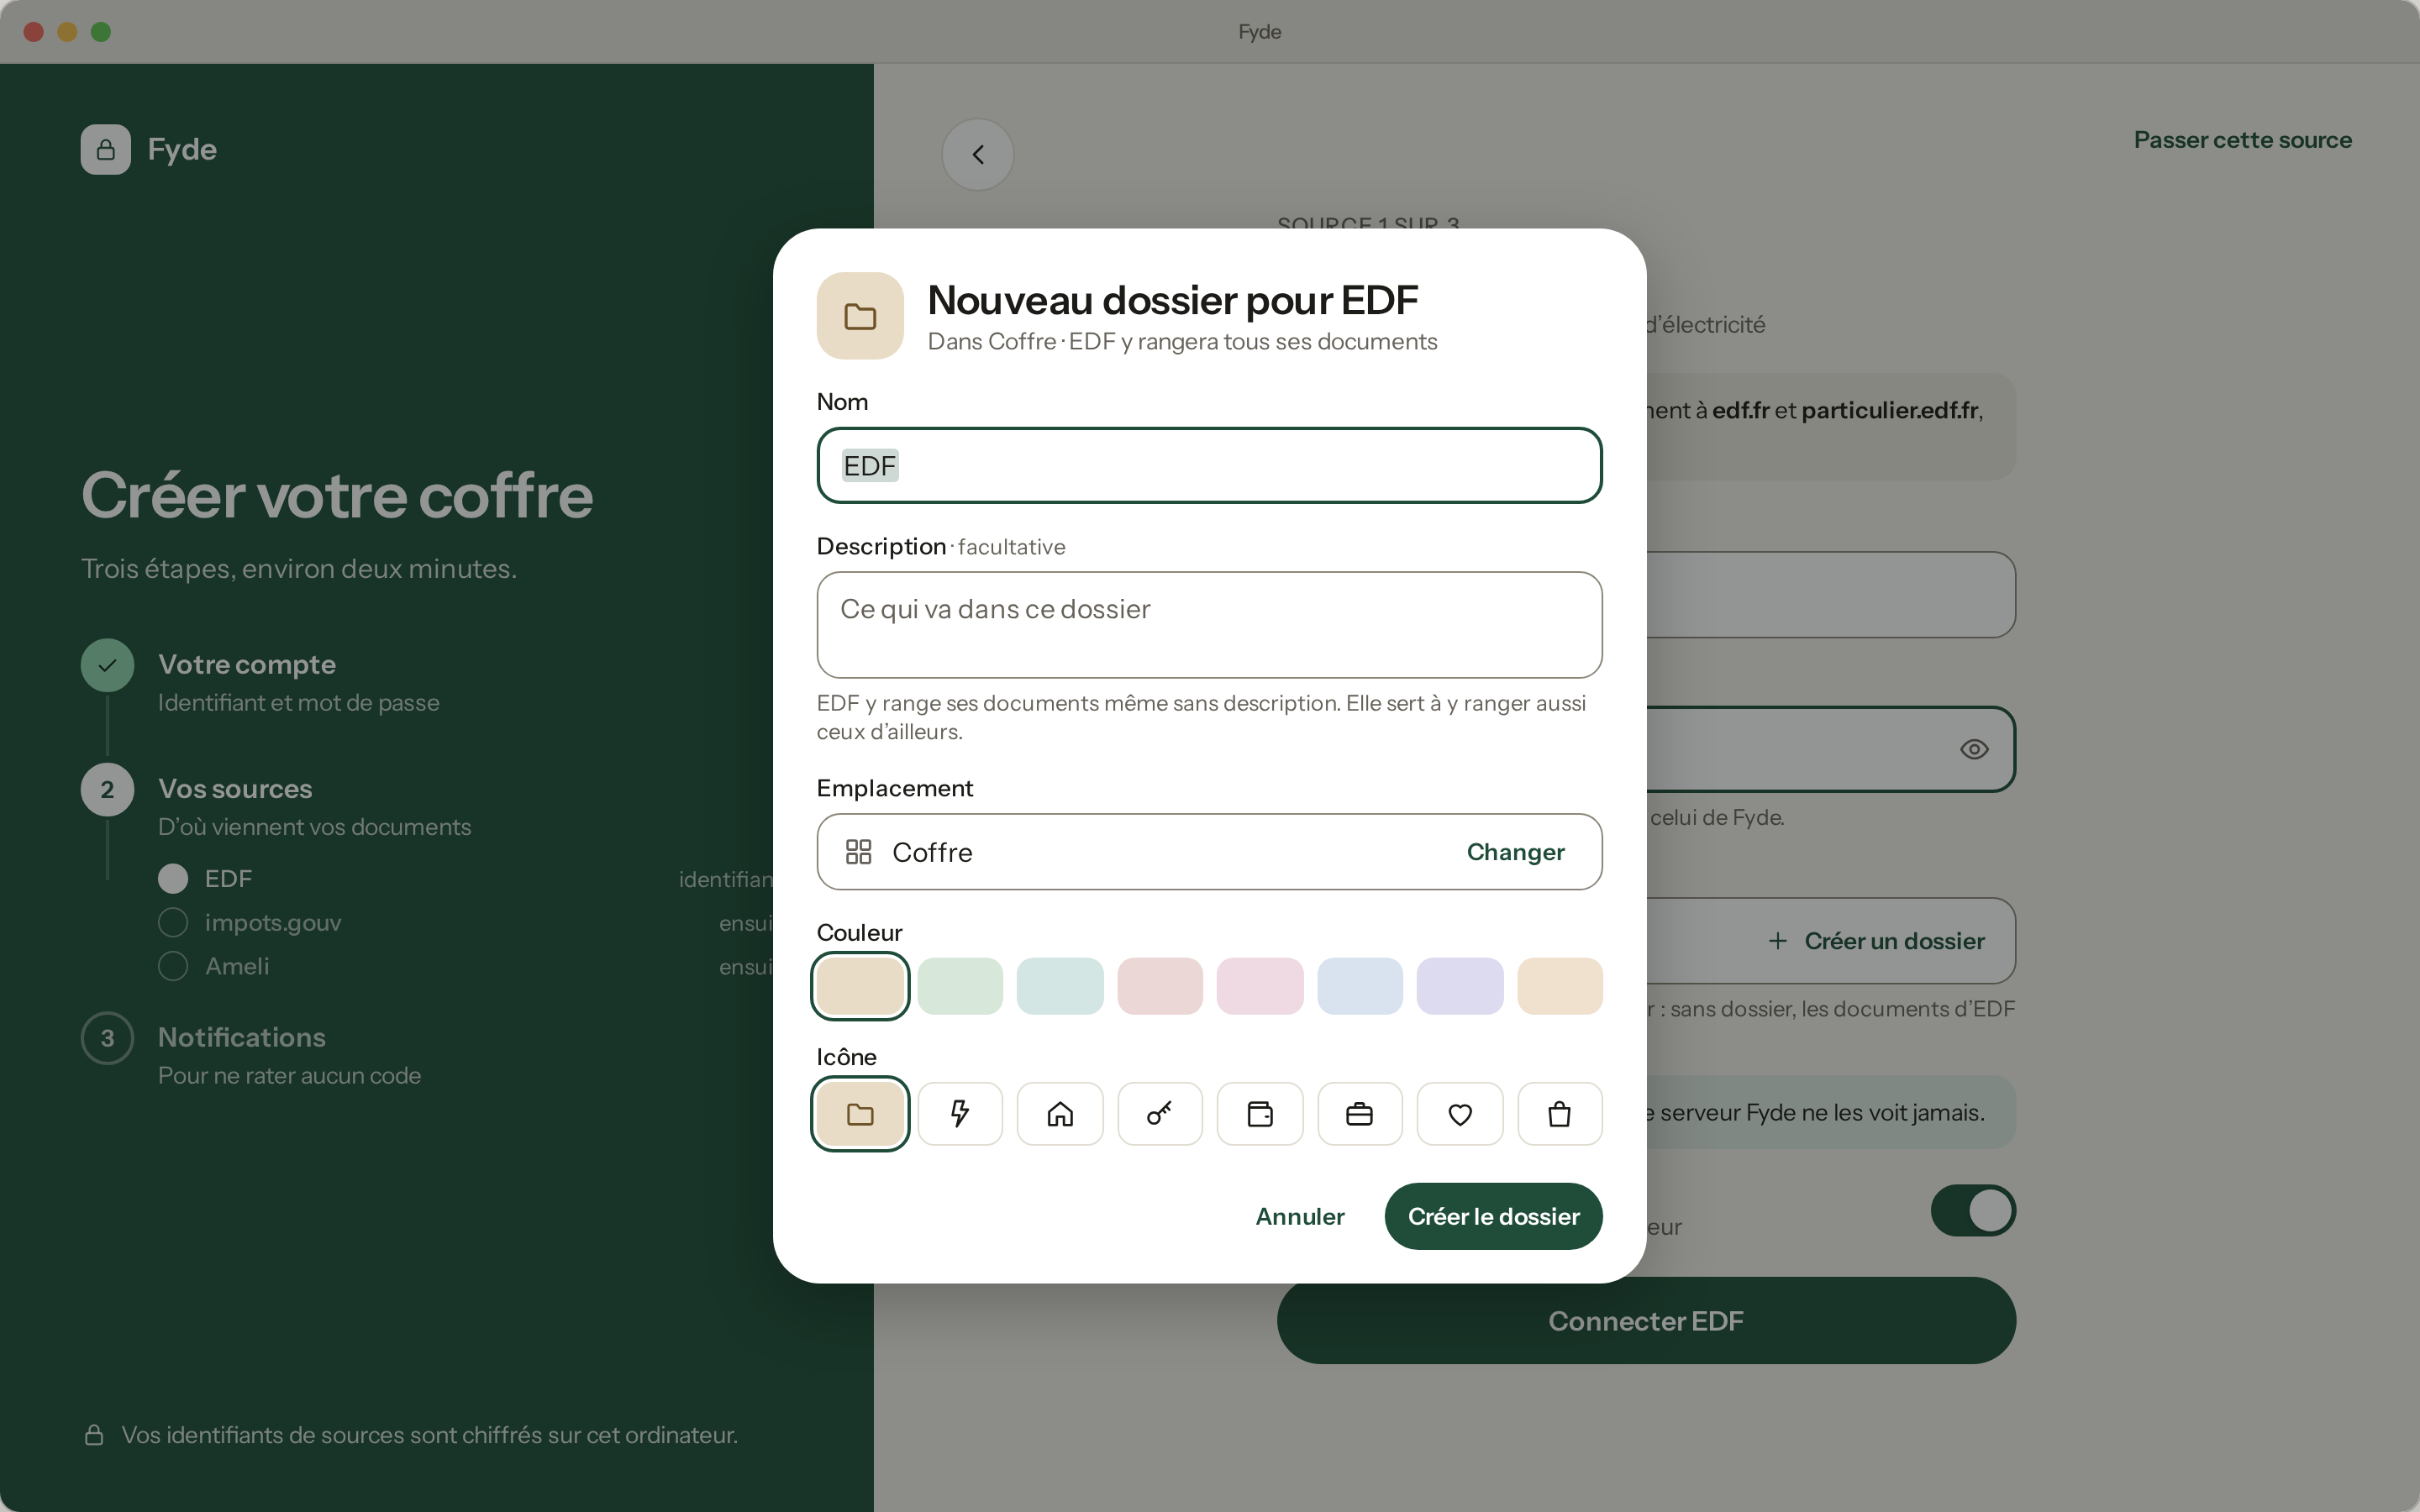 Fyde
Fyde
Passer cette source
SOURCE 1 SUR 3
d’électricité
à edf.fr et particulier.edf.fr,
celui de Fyde.
Créer un dossier
: sans dossier, les documents d’EDF
serveur Fyde ne les voit jamais.
Connecter EDF
Créer votre coffre
Trois étapes, environ deux minutes.
Votre compte
Identifiant et mot de passe
2
Vos sources
D’où viennent vos documents
EDF
impots.gouv
Ameli
3
Notifications
Pour ne rater aucun code
Vos identifiants de sources sont chiffrés sur cet ordinateur.
Nouveau dossier pour EDF
Dans Coffre · EDF y rangera tous ses documents
Nom
EDF
Description · facultative
Ce qui va dans ce dossier
EDF y range ses documents même sans description. Elle sert à y ranger aussi
ceux d’ailleurs.
Emplacement
Coffre
Changer
Couleur
Icône
Annuler
Créer le dossier